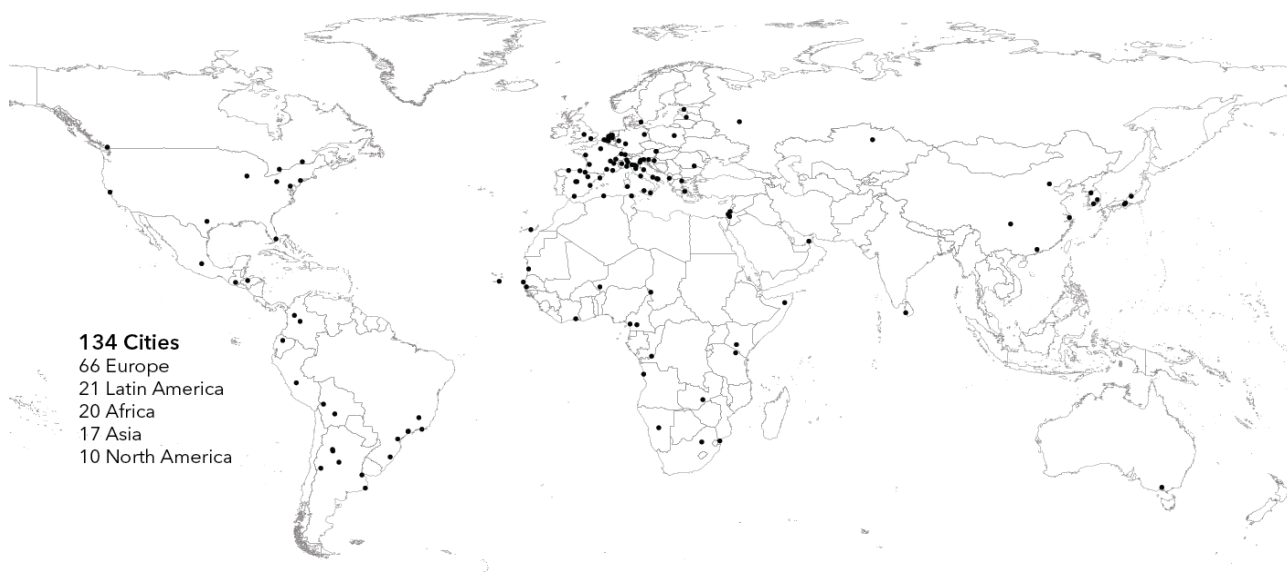 134 Cities
66 Europe
21 Latin America
20 Africa
17 Asia
10 North America